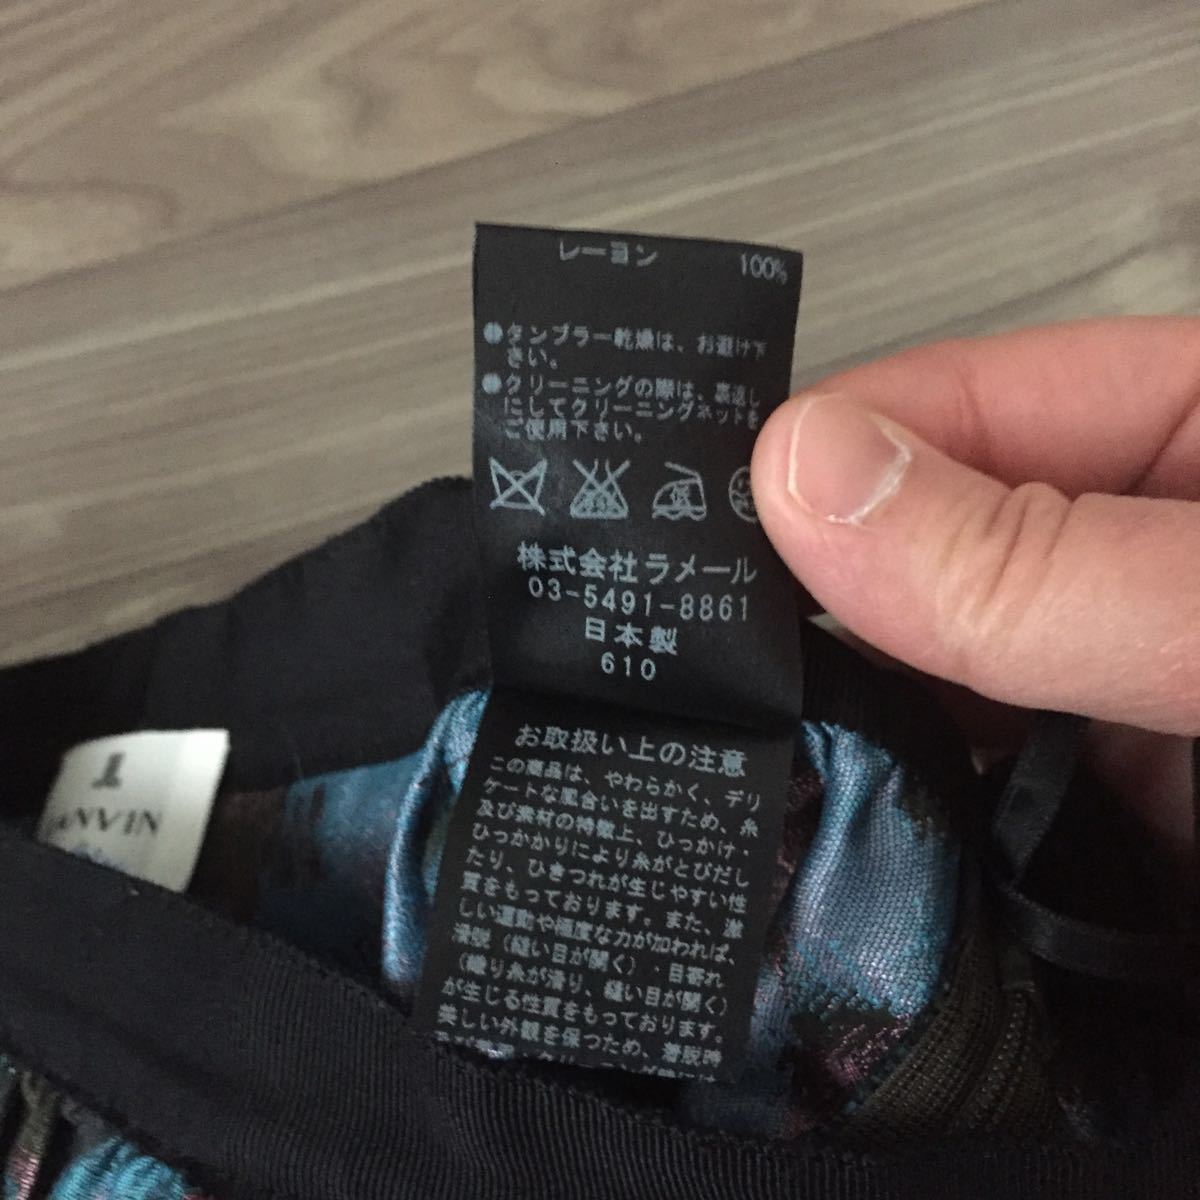 レーヨン 100%
●タンブラー乾燥は、お避け下
さい。
●クリーニングの際は、裏返し
にしてクリーニングネットを
ご使用下さい。
株式会社ラメール
03-5491-8861
日本製
610
お取扱い上の注意
この商品は、やわらかく、デリ
ケートな風合いを出すため、糸
及び素材の特徴上、ひっかけ・
ひっかかりにより糸がとびだし
たり、ひきつれが生じやすい性
質をもっております。また、激
しい運動や極度な力が加われば、
滑脱(縫い目が開く)・目寄れ
(織り糸が滑り、縫い目が開く)
が生じる性質をもっております。
美しい外観を保つため、着脱時
クリーニング時には
1
ANVIN